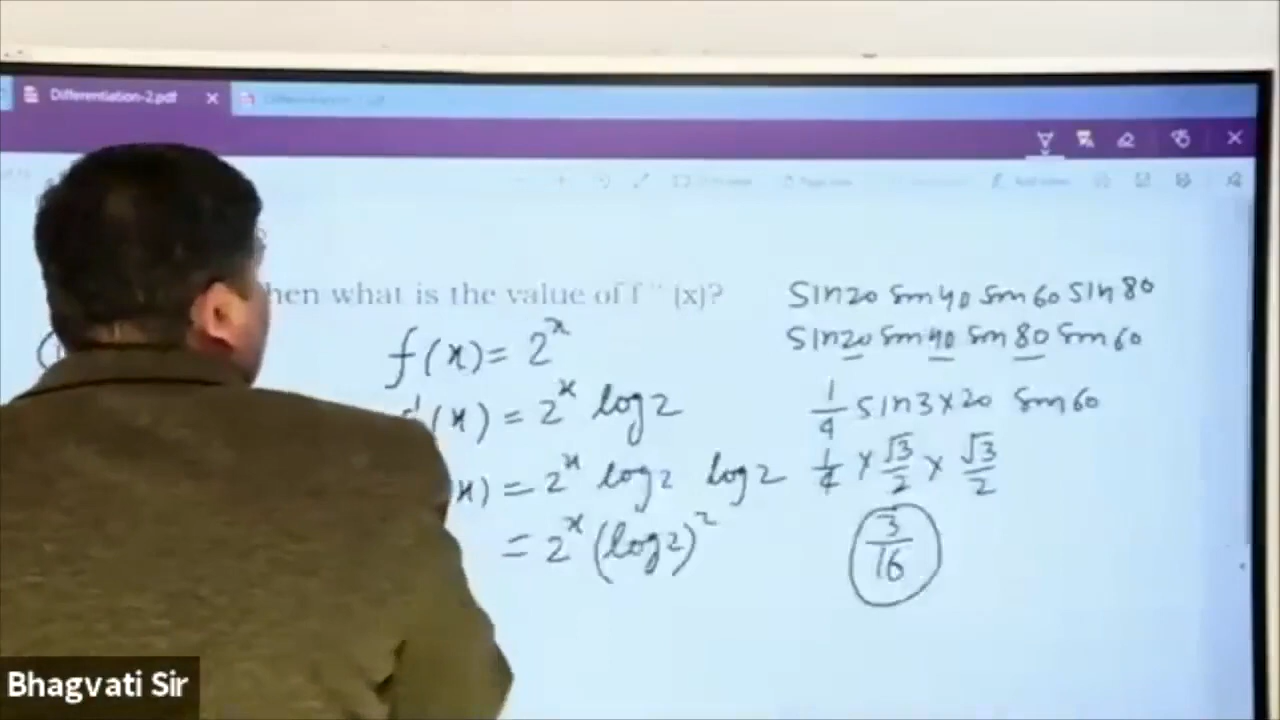 Differentiation-2.pdf
hen what is the value of f '' (x)?
f(x) = 2^x
'(x) = 2^x log2
(x) = 2^x log2 log2
= 2^x (log2)^2
Sin20 Sin40 Sin60 Sin80
Sin20 Sin40 Sin80 Sin60
1/4 Sin3×20 Sin60
1/4 × √3/2 × √3/2
3/16
Bhagvati Sir